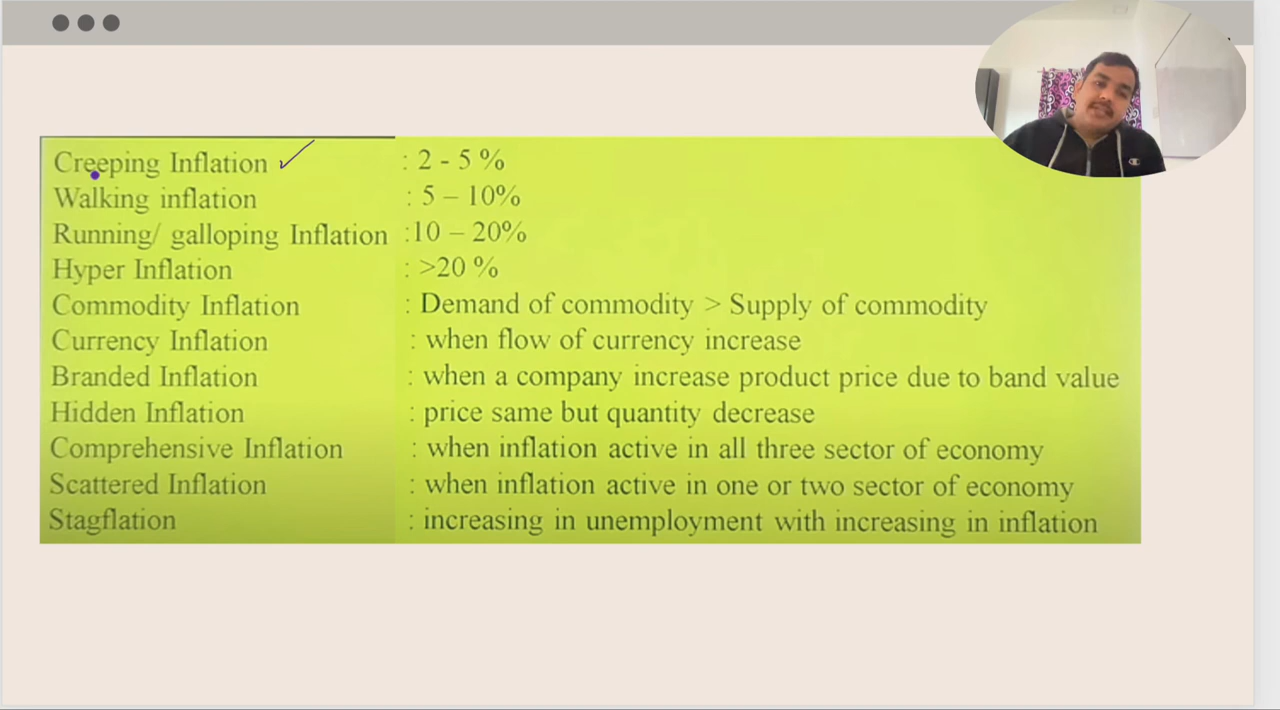 Creeping Inflation : 2 - 5 %
Walking inflation : 5 – 10%
Running/ galloping Inflation :10 – 20%
Hyper Inflation : >20 %
Commodity Inflation : Demand of commodity > Supply of commodity
Currency Inflation : when flow of currency increase
Branded Inflation : when a company increase product price due to band value
Hidden Inflation : price same but quantity decrease
Comprehensive Inflation : when inflation active in all three sector of economy
Scattered Inflation : when inflation active in one or two sector of economy
Stagflation : increasing in unemployment with increasing in inflation